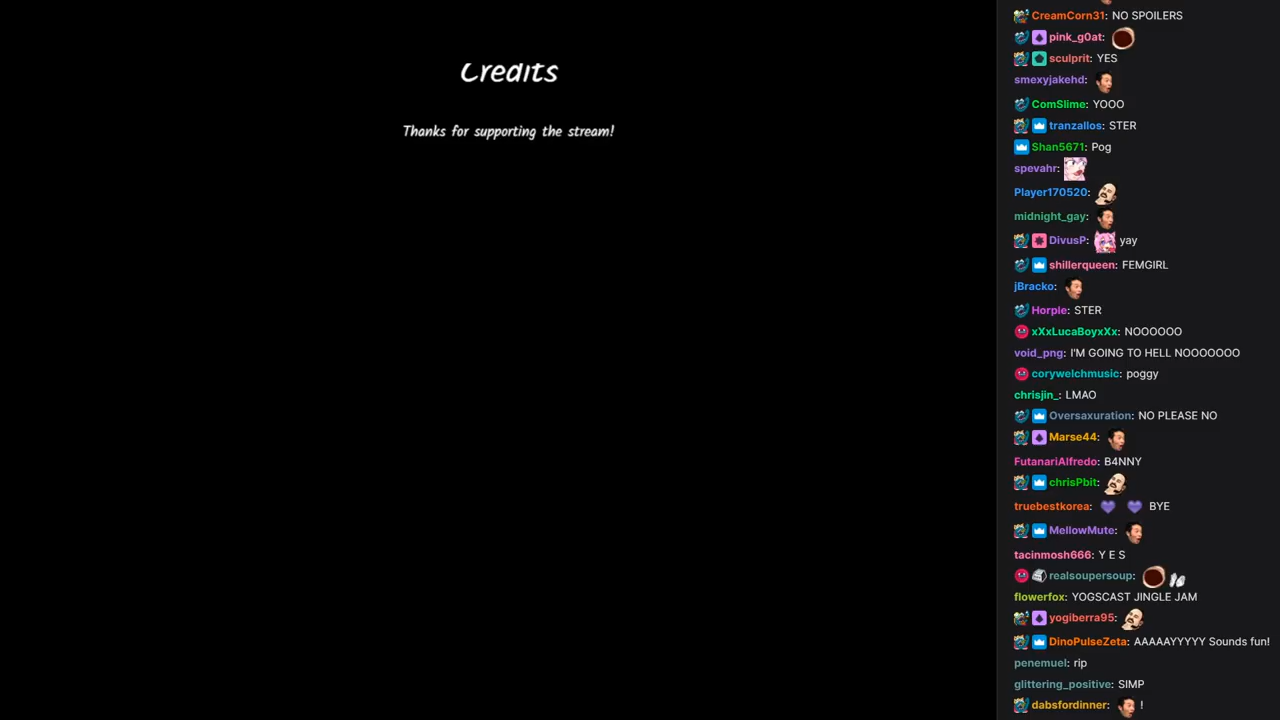 Credits
Thanks for supporting the stream!
CreamCorn31: NO SPOILERS
pink_g0at:
sculprit: YES
smexyjakehd:
ComSlime: YOOO
tranzallos: STER
Shan5671: Pog
spevahr:
Player170520:
midnight_gay:
DivusP: yay
shillerqueen: FEMGIRL
jBracko:
Horple: STER
xXxLucaBoyxXx: NOOOOOO
void_png: I'M GOING TO HELL NOOOOOOO
corywelchmusic: poggy
chrisjin_: LMAO
Oversaxuration: NO PLEASE NO
Marse44:
FutanariAlfredo: B4NNY
chrisPbit:
truebestkorea: BYE
MellowMute:
tacinmosh666: Y E S
realsoupersoup:
flowerfox: YOGSCAST JINGLE JAM
yogiberra95:
DinoPulseZeta: AAAAAYYYYY Sounds fun!
penemuel: rip
glittering_positive: SIMP
dabsfordinner: !